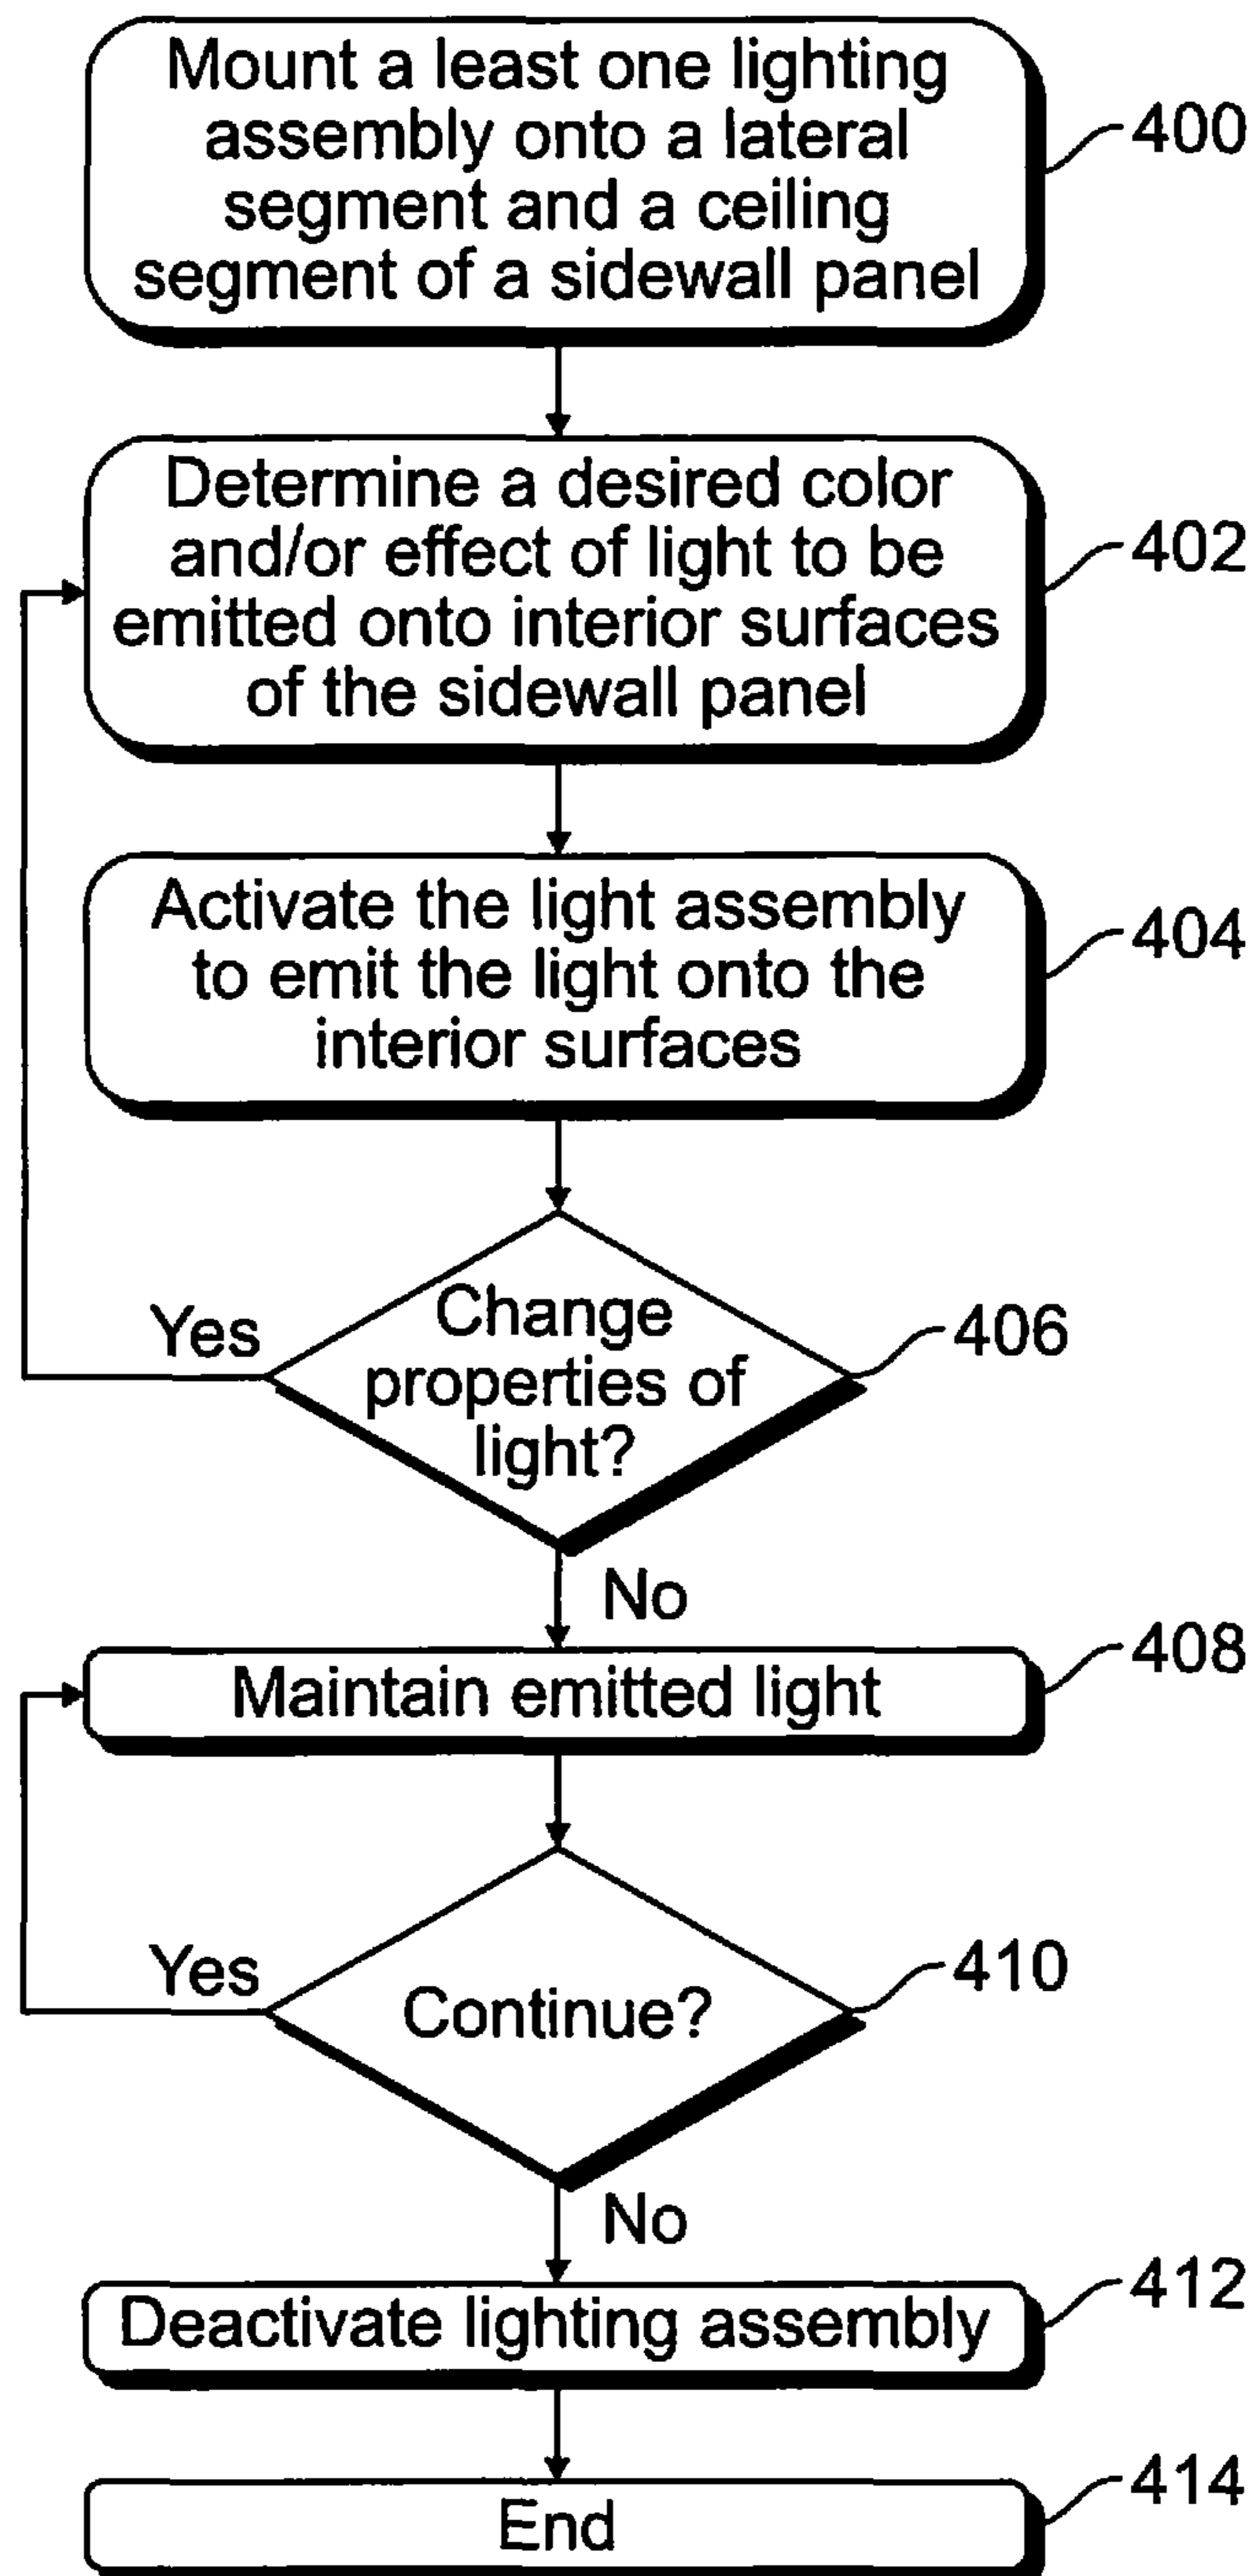 Mount a least one lighting
assembly onto a lateral
segment and a ceiling
segment of a sidewall panel
400
Determine a desired color
and/or effect of light to be
emitted onto interior surfaces
of the sidewall panel
402
Activate the light assembly
to emit the light onto the
interior surfaces
404
Change
properties of
light?
406
Yes
No
Maintain emitted light
408
Continue?
410
Yes
No
Deactivate lighting assembly
412
End
414